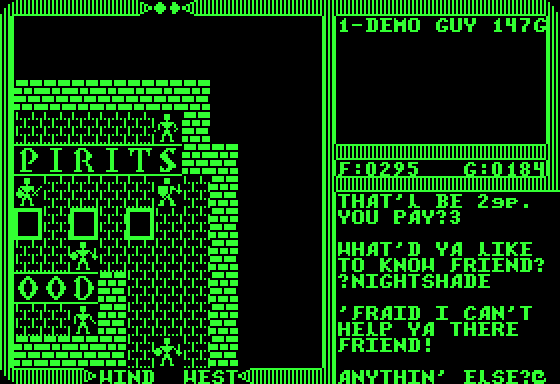 1-DEMO GUY 147G
PIRITS
F:0295 G:0184
THAT'L BE 2gp.
YOU PAY?3
WHAT'D YA LIKE
TO KNOW FRIEND?
?NIGHTSHADE
OOD
'FRAID I CAN'T
HELP YA THERE
FRIEND!
ANYTHIN' ELSE?
WIND WEST